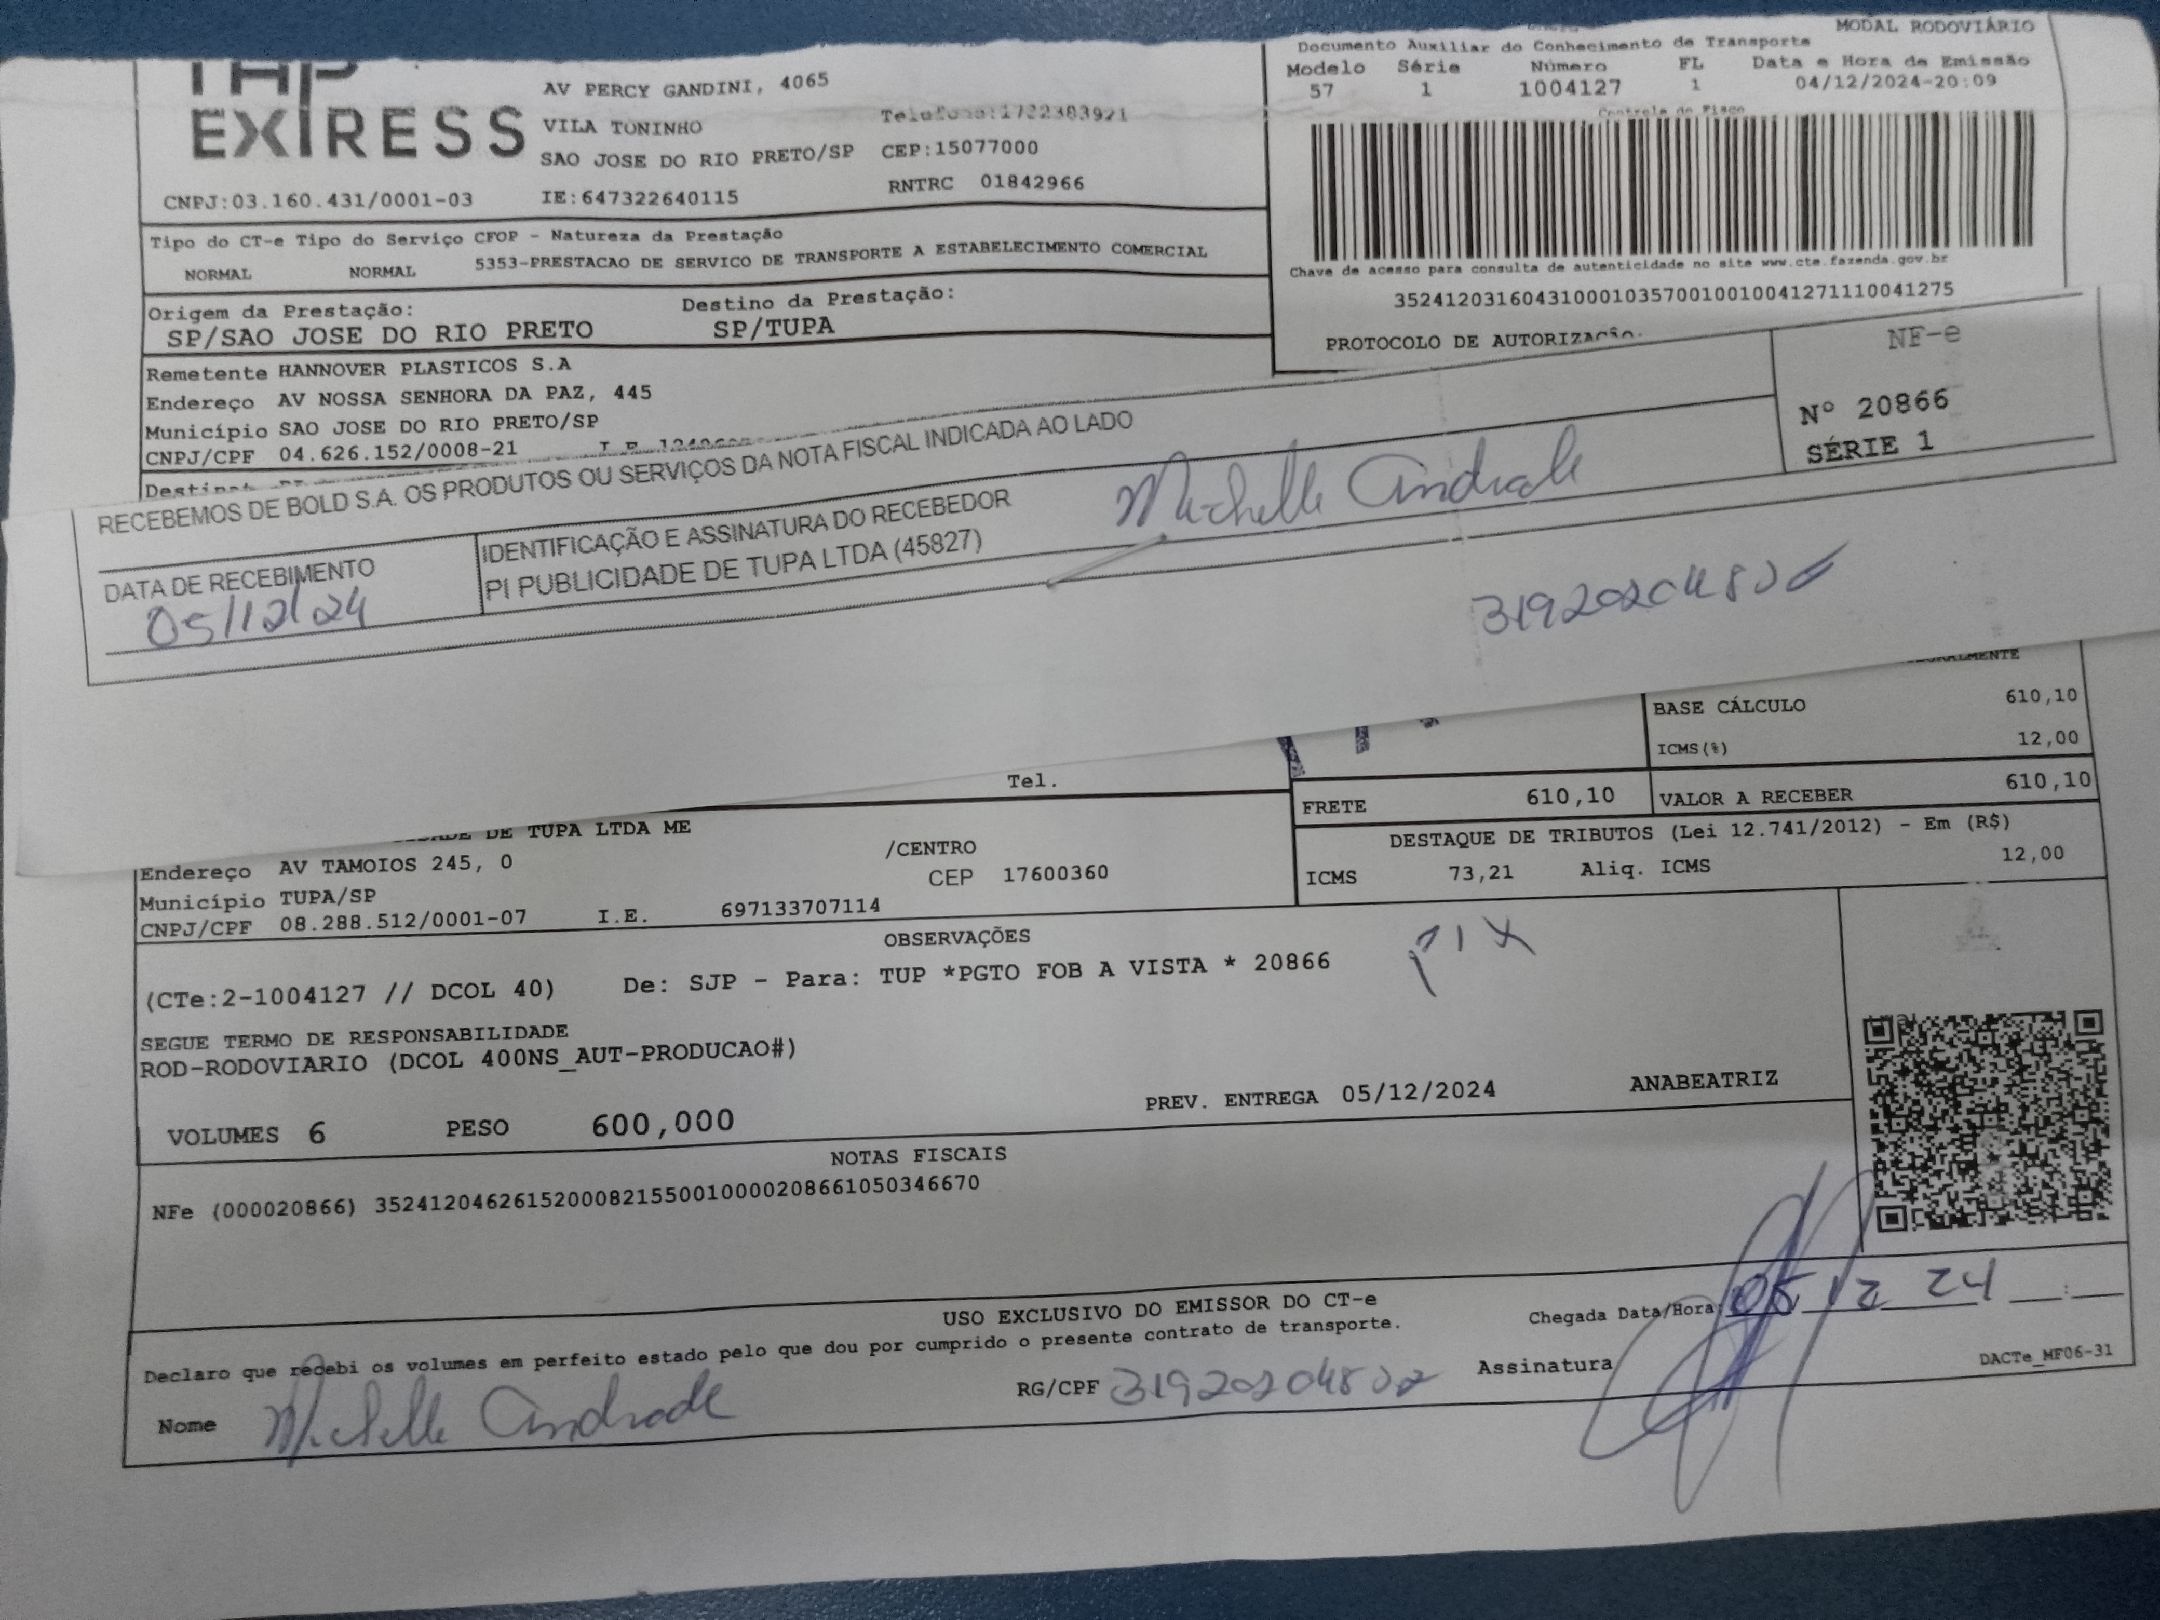 EXPRESS
AV PERCY GANDINI, 4065
VILA TONINHO Telefone:1722383921
SAO JOSE DO RIO PRETO/SP CEP:15077000
CNPJ:03.160.431/0001-03 IE:647322640115 RNTRC 01842966
MODAL RODOVIÁRIO
Documento Auxiliar do Conhecimento de Transporte
Modelo Série Número FL Data e Hora de Emissão
57 1 1004127 1 04/12/2024-20:09
Controle do Fisco
Chave de acesso para consulta de autenticidade no site www.cte.fazenda.gov.br
35241203160431000103570010010041271110041275
PROTOCOLO DE AUTORIZAÇÃO:
Tipo do CT-e Tipo do Serviço CFOP - Natureza da Prestação
NORMAL NORMAL 5353-PRESTACAO DE SERVICO DE TRANSPORTE A ESTABELECIMENTO COMERCIAL
Origem da Prestação: Destino da Prestação:
SP/SAO JOSE DO RIO PRETO SP/TUPA
Remetente HANNOVER PLASTICOS S.A
Endereço AV NOSSA SENHORA DA PAZ, 445
Município SAO JOSE DO RIO PRETO/SP
CNPJ/CPF 04.626.152/0008-21 I.E.
RECEBEMOS DE BOLD S.A. OS PRODUTOS OU SERVIÇOS DA NOTA FISCAL INDICADA AO LADO
NF-e
Nº 20866
SÉRIE 1
DATA DE RECEBIMENTO
05/12/24
IDENTIFICAÇÃO E ASSINATURA DO RECEBEDOR
PI PUBLICIDADE DE TUPA LTDA (45827)
Michelle Andrade
BASE CÁLCULO 610,10
ICMS(%) 12,00
FRETE 610,10 VALOR A RECEBER 610,10
DESTAQUE DE TRIBUTOS (Lei 12.741/2012) - Em (R$)
ICMS 73,21 Aliq. ICMS 12,00
Tel.
DE TUPA LTDA ME
Endereço AV TAMOIOS 245, 0 /CENTRO
Município TUPA/SP CEP 17600360
CNPJ/CPF 08.288.512/0001-07 I.E. 697133707114
OBSERVAÇÕES
(CTe:2-1004127 // DCOL 40) De: SJP - Para: TUP *PGTO FOB A VISTA * 20866
PIX
SEGUE TERMO DE RESPONSABILIDADE
ROD-RODOVIARIO (DCOL 400NS_AUT-PRODUCAO#)
VOLUMES 6 PESO 600,000 PREV. ENTREGA 05/12/2024 ANABEATRIZ
NOTAS FISCAIS
NFe (000020866) 35241204626152000821550010000208661050346670
USO EXCLUSIVO DO EMISSOR DO CT-e
Declaro que recebi os volumes em perfeito estado pelo que dou por cumprido o presente contrato de transporte.
Chegada Data/Hora: 05 12 24
Nome Michelle Andrade RG/CPF Assinatura
DACTe_MF06-31